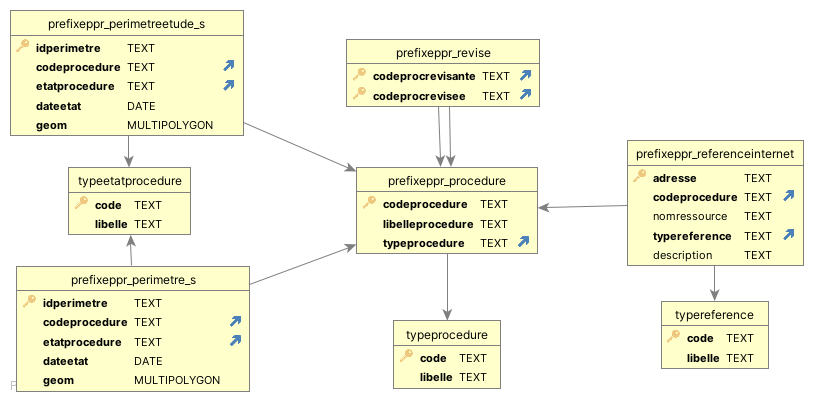 prefixeppr_perimetreetude_s
idperimetre TEXT
codeprocedure TEXT
etatprocedure TEXT
dateetat DATE
geom MULTIPOLYGON
prefixeppr_revise
codeprocrevisante TEXT
codeprocrevisee TEXT
typeetatprocedure
code TEXT
libelle TEXT
prefixeppr_procedure
codeprocedure TEXT
libelleprocedure TEXT
typeprocedure TEXT
prefixeppr_referenceinternet
adresse TEXT
codeprocedure TEXT
nomressource TEXT
typereference TEXT
description TEXT
prefixeppr_perimetre_s
idperimetre TEXT
codeprocedure TEXT
etatprocedure TEXT
dateetat DATE
geom MULTIPOLYGON
typeprocedure
code TEXT
libelle TEXT
typereference
code TEXT
libelle TEXT